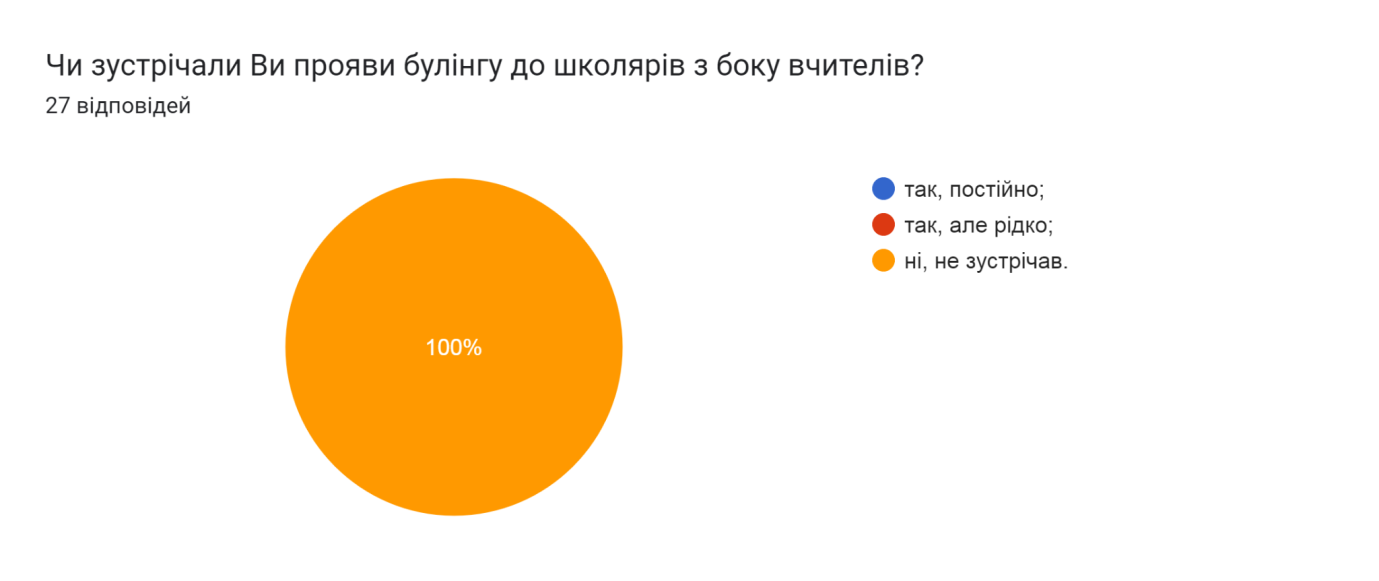 Чи зустрічали Ви прояви булінгу до школярів з боку вчителів?
27 відповідей
так, постійно;
так, але рідко;
ні, не зустрічав.
100%